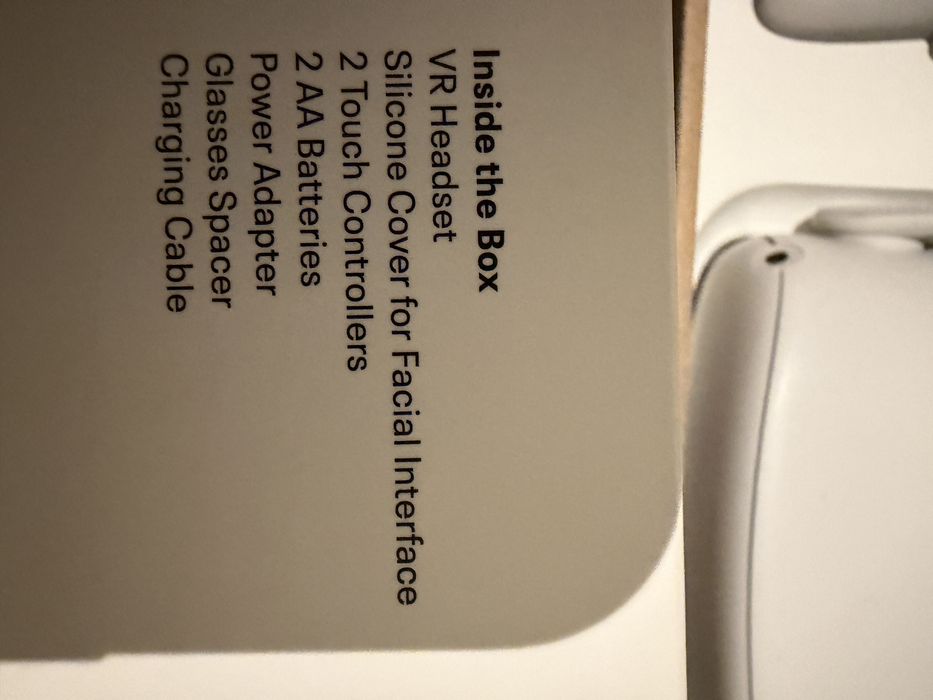 Inside the Box
VR Headset
Silicone Cover for Facial Interface
2 Touch Controllers
2 AA Batteries
Power Adapter
Glasses Spacer
Charging Cable